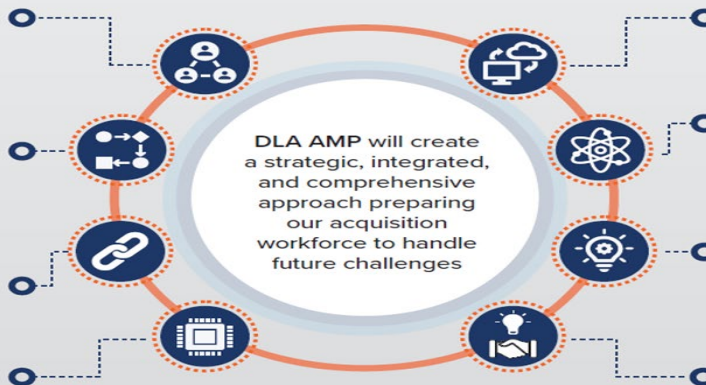 DLA AMP will create
a strategic, integrated,
and comprehensive
approach preparing
our acquisition
workforce to handle
future challenges